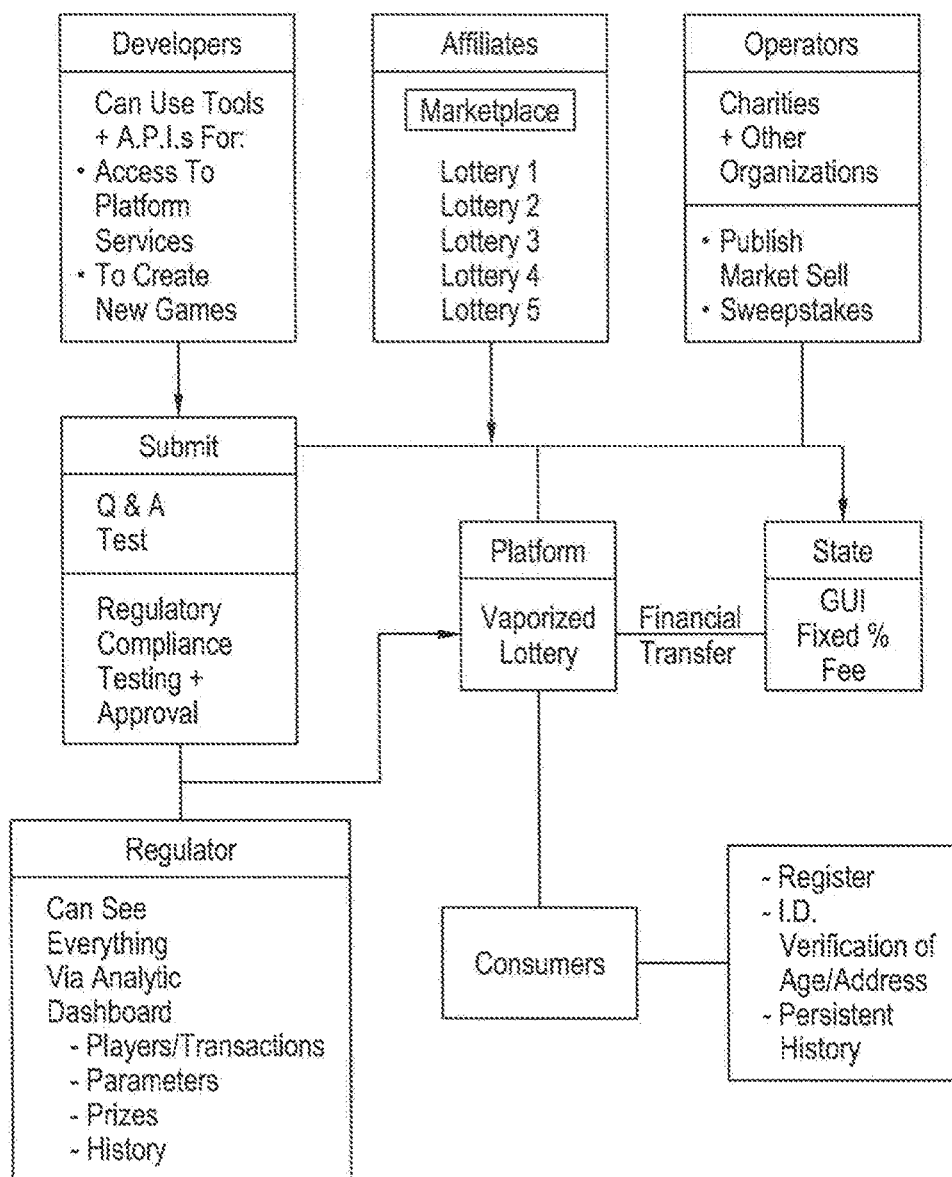 Developers
Can Use Tools
+ A.P.I.s For:
• Access To
Platform
Services
• To Create
New Games
Affiliates
Marketplace
Lottery 1
Lottery 2
Lottery 3
Lottery 4
Lottery 5
Operators
Charities
+ Other
Organizations
• Publish
Market Sell
• Sweepstakes
Submit
Q & A
Test
Regulatory
Compliance
Testing +
Approval
Platform
Vaporized
Lottery
Financial
Transfer
State
GUI
Fixed %
Fee
Regulator
Can See
Everything
Via Analytic
Dashboard
- Players/Transactions
- Parameters
- Prizes
- History
Consumers
- Register
- I.D.
Verification of
Age/Address
- Persistent
History